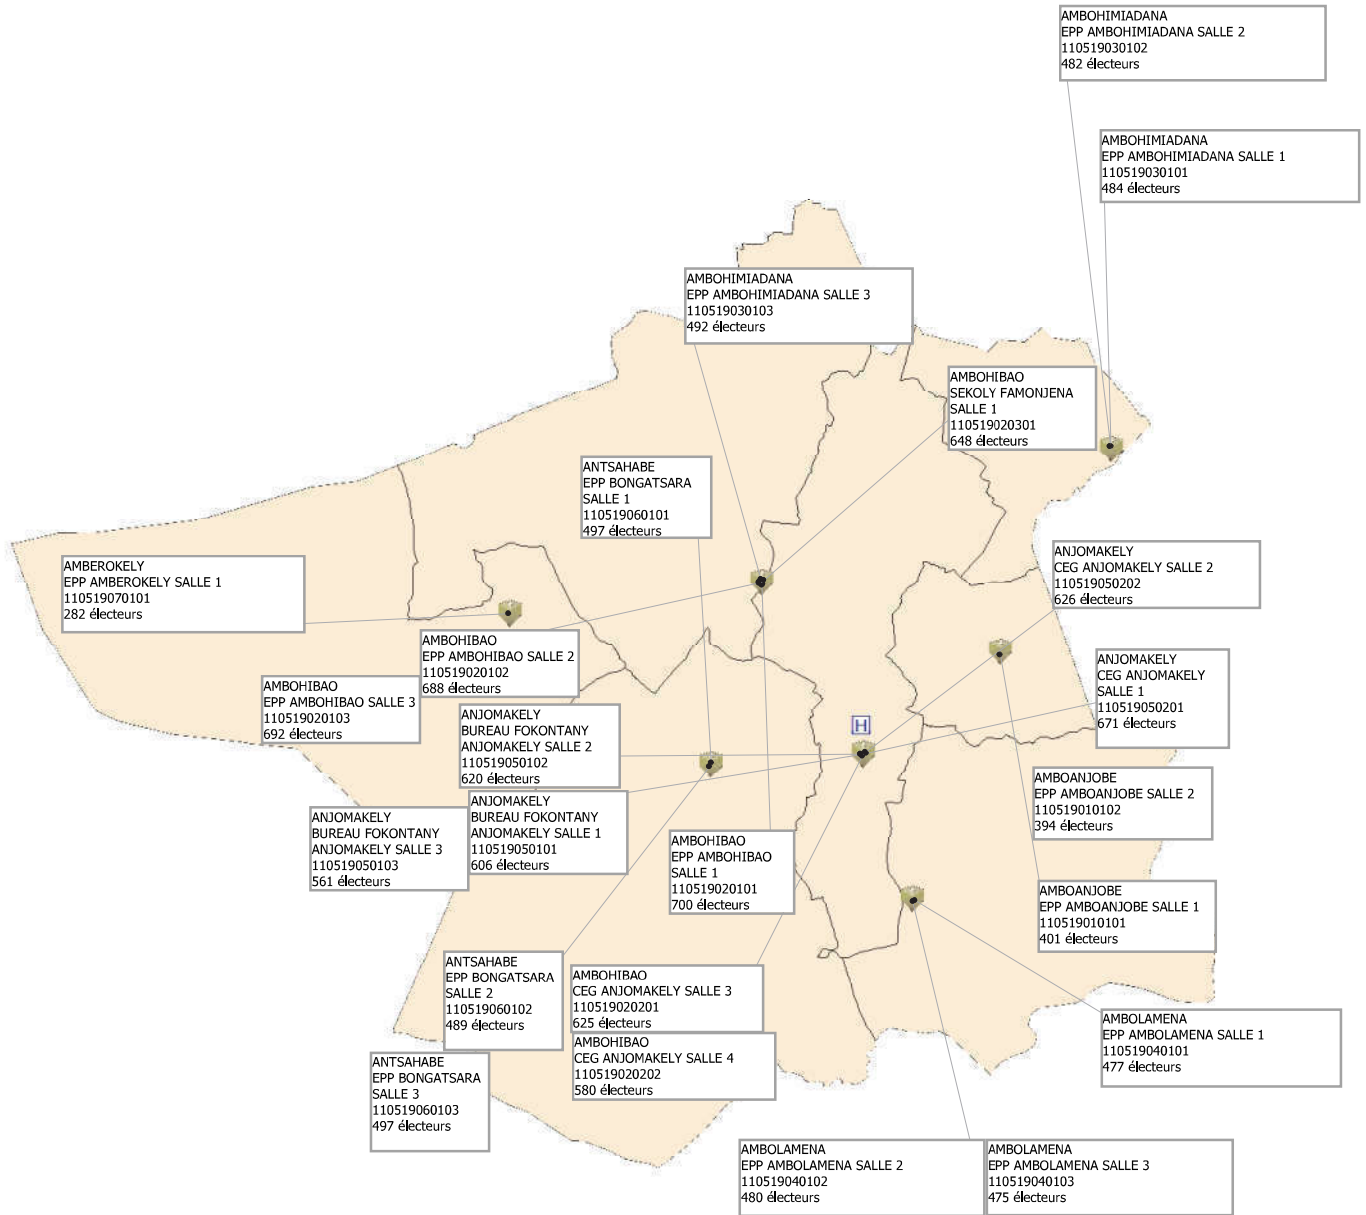 AMBOHIMIADANA
EPP AMBOHIMIADANA SALLE 2
110519030102
482 électeurs
AMBOHIMIADANA
EPP AMBOHIMIADANA SALLE 1
110519030101
484 électeurs
AMBOHIMIADANA
EPP AMBOHIMIADANA SALLE 3
110519030103
492 électeurs
AMBOHIBAO
SEKOLY FAMONJENA
SALLE 1
110519020301
648 électeurs
ANTSAHABE
EPP BONGATSARA
SALLE 1
110519060101
497 électeurs
ANJOMAKELY
CEG ANJOMAKELY SALLE 2
110519050202
626 électeurs
AMBEROKELY
EPP AMBEROKELY SALLE 1
110519070101
282 électeurs
AMBOHIBAO
EPP AMBOHIBAO SALLE 2
110519020102
688 électeurs
ANJOMAKELY
CEG ANJOMAKELY
SALLE 1
110519050201
671 électeurs
AMBOHIBAO
EPP AMBOHIBAO SALLE 3
110519020103
692 électeurs
ANJOMAKELY
BUREAU FOKONTANY
ANJOMAKELY SALLE 2
110519050102
620 électeurs
H
AMBOANJOBE
EPP AMBOANJOBE SALLE 2
110519010102
394 électeurs
ANJOMAKELY
BUREAU FOKONTANY
ANJOMAKELY SALLE 1
110519050101
606 électeurs
ANJOMAKELY
BUREAU FOKONTANY
ANJOMAKELY SALLE 3
110519050103
561 électeurs
AMBOHIBAO
EPP AMBOHIBAO
SALLE 1
110519020101
700 électeurs
AMBOANJOBE
EPP AMBOANJOBE SALLE 1
110519010101
401 électeurs
ANTSAHABE
EPP BONGATSARA
SALLE 2
110519060102
489 électeurs
AMBOHIBAO
CEG ANJOMAKELY SALLE 3
110519020201
625 électeurs
AMBOLAMENA
EPP AMBOLAMENA SALLE 1
110519040101
477 électeurs
AMBOHIBAO
CEG ANJOMAKELY SALLE 4
110519020202
580 électeurs
ANTSAHABE
EPP BONGATSARA
SALLE 3
110519060103
497 électeurs
AMBOLAMENA
EPP AMBOLAMENA SALLE 2
110519040102
480 électeurs
AMBOLAMENA
EPP AMBOLAMENA SALLE 3
110519040103
475 électeurs